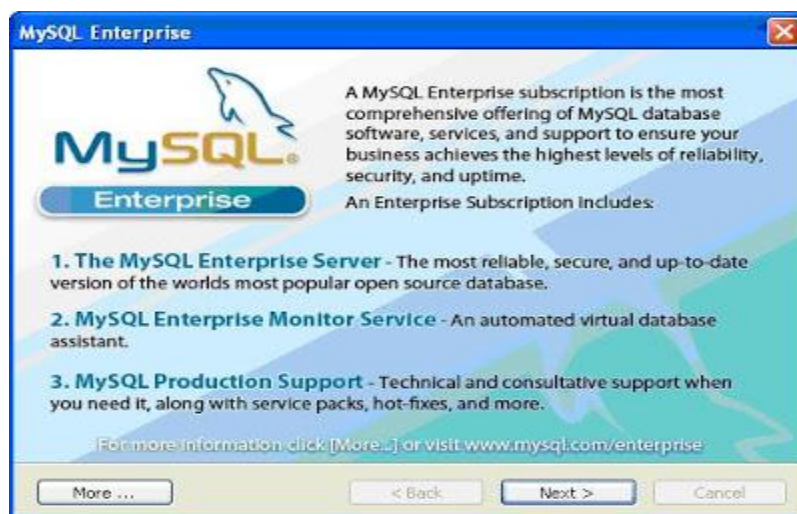 MySQL Enterprise
MySQL®
Enterprise
A MySQL Enterprise subscription is the most
comprehensive offering of MySQL database
software, services, and support to ensure your
business achieves the highest levels of reliability,
security, and uptime.
An Enterprise Subscription includes:
1. The MySQL Enterprise Server - The most reliable, secure, and up-to-date
version of the worlds most popular open source database.
2. MySQL Enterprise Monitor Service - An automated virtual database
assistant.
3. MySQL Production Support - Technical and consultative support when
you need it, along with service packs, hot-fixes, and more.
For more information click [More...] or visit www.mysql.com/enterprise
More ...
< Back
Next >
Cancel